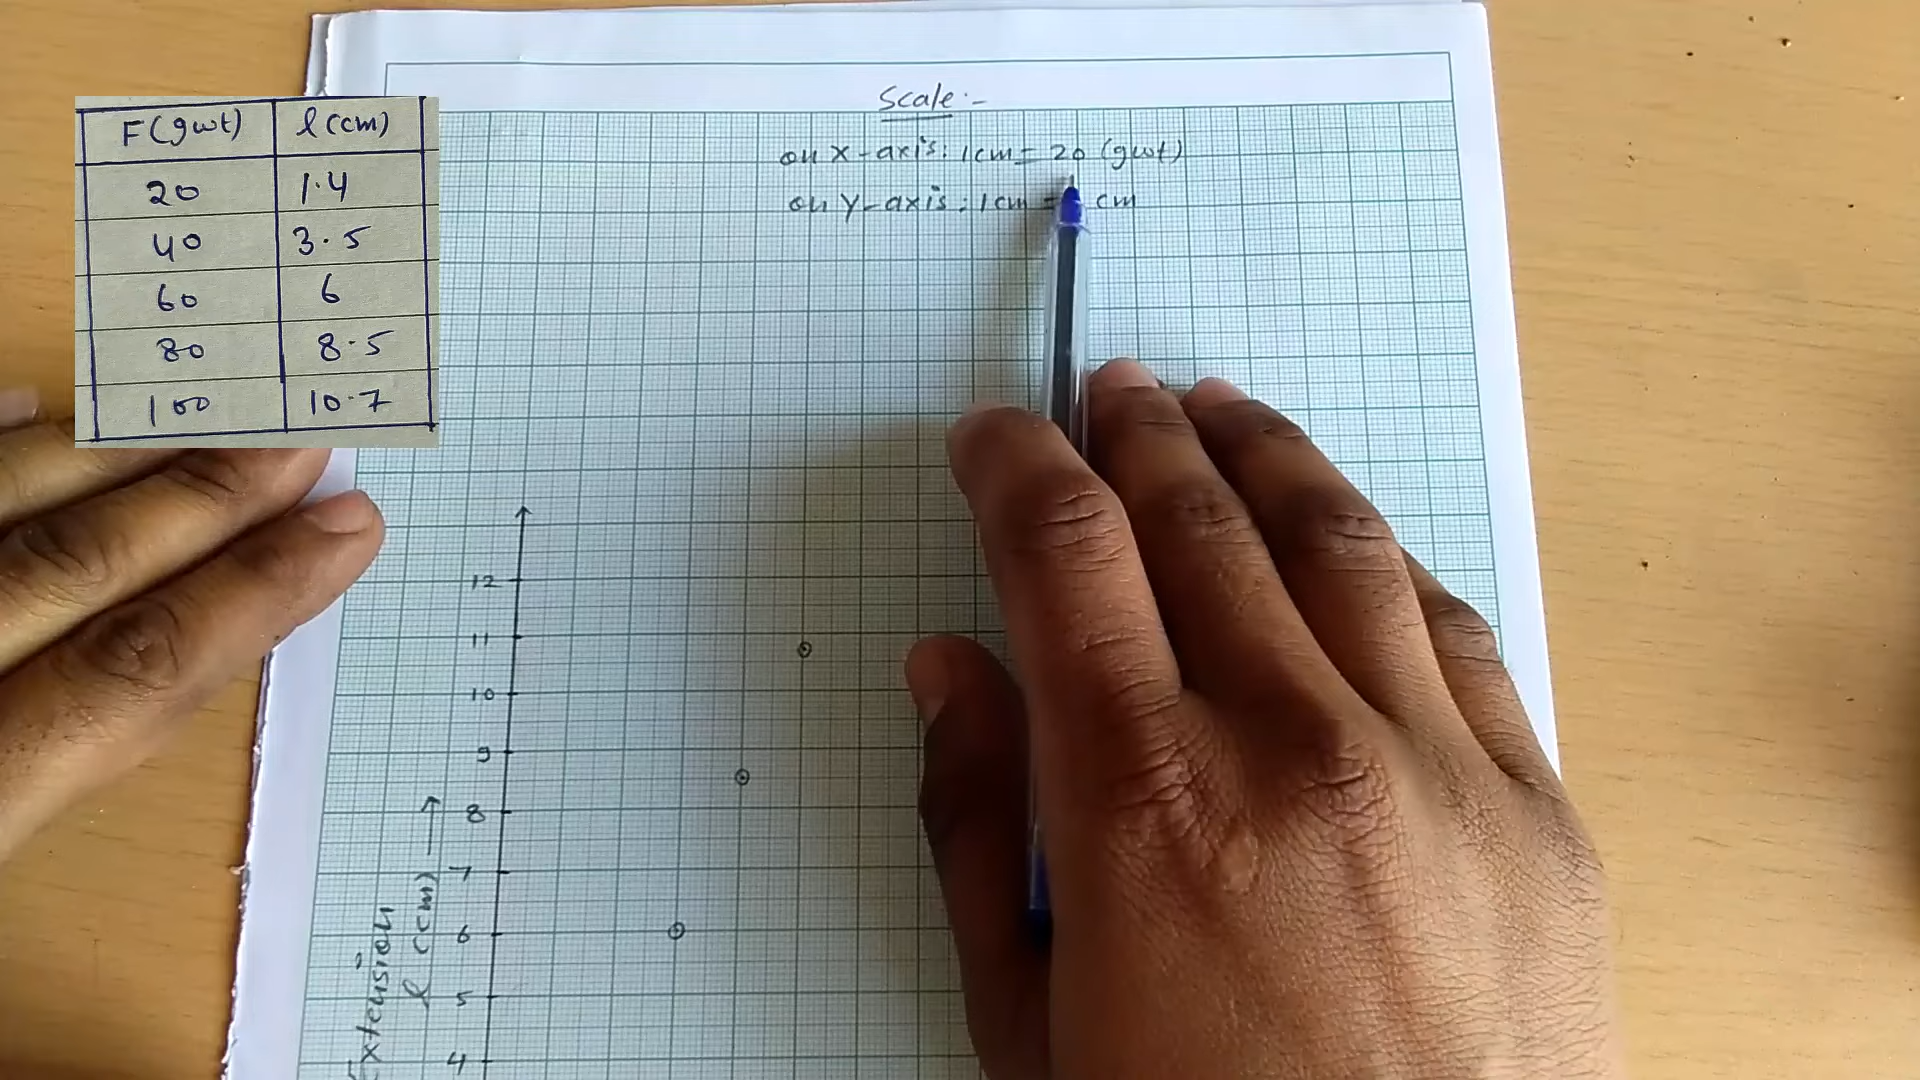 Scale:-
on X-axis: 1cm = 20 (gwt)
on Y-axis: 1cm = cm
F(gwt) l(cm)
20 1.4
40 3.5
60 6
80 8.5
100 10.7
12
11
10
9
8
7
6
5
4
Extension
l (cm)